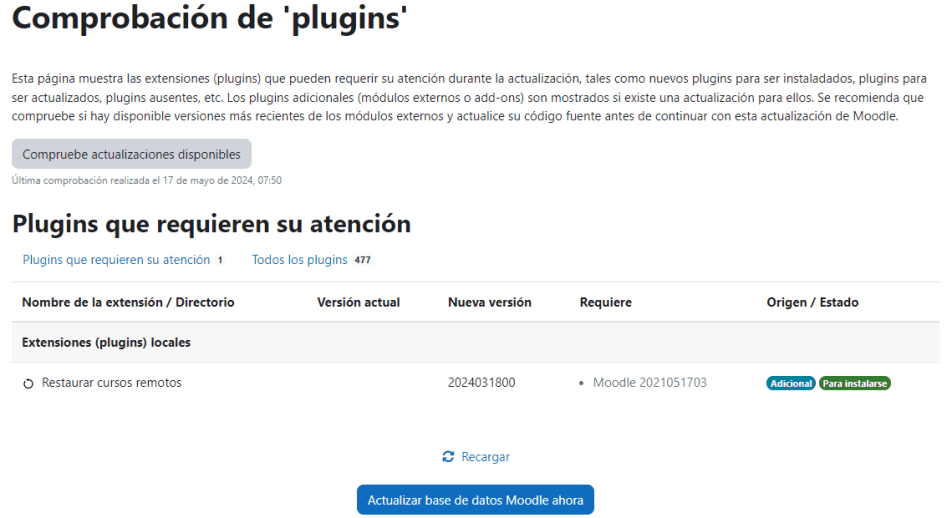 Comprobación de 'plugins'
Esta página muestra las extensiones (plugins) que pueden requerir su atención durante la actualización, tales como nuevos plugins para ser instaladados, plugins para
ser actualizados, plugins ausentes, etc. Los plugins adicionales (módulos externos o add-ons) son mostrados si existe una actualización para ellos. Se recomienda que
compruebe si hay disponible versiones más recientes de los módulos externos y actualice su código fuente antes de continuar con esta actualización de Moodle.
Compruebe actualizaciones disponibles
Última comprobación realizada el 17 de mayo de 2024, 07:50
Plugins que requieren su atención
Plugins que requieren su atención 1 Todos los plugins 477
Nombre de la extensión / Directorio Versión actual Nueva versión Requiere Origen / Estado
Extensiones (plugins) locales
Restaurar cursos remotos 2024031800 • Moodle 2021051703 Adicional Para instalarse
Recargar
Actualizar base de datos Moodle ahora